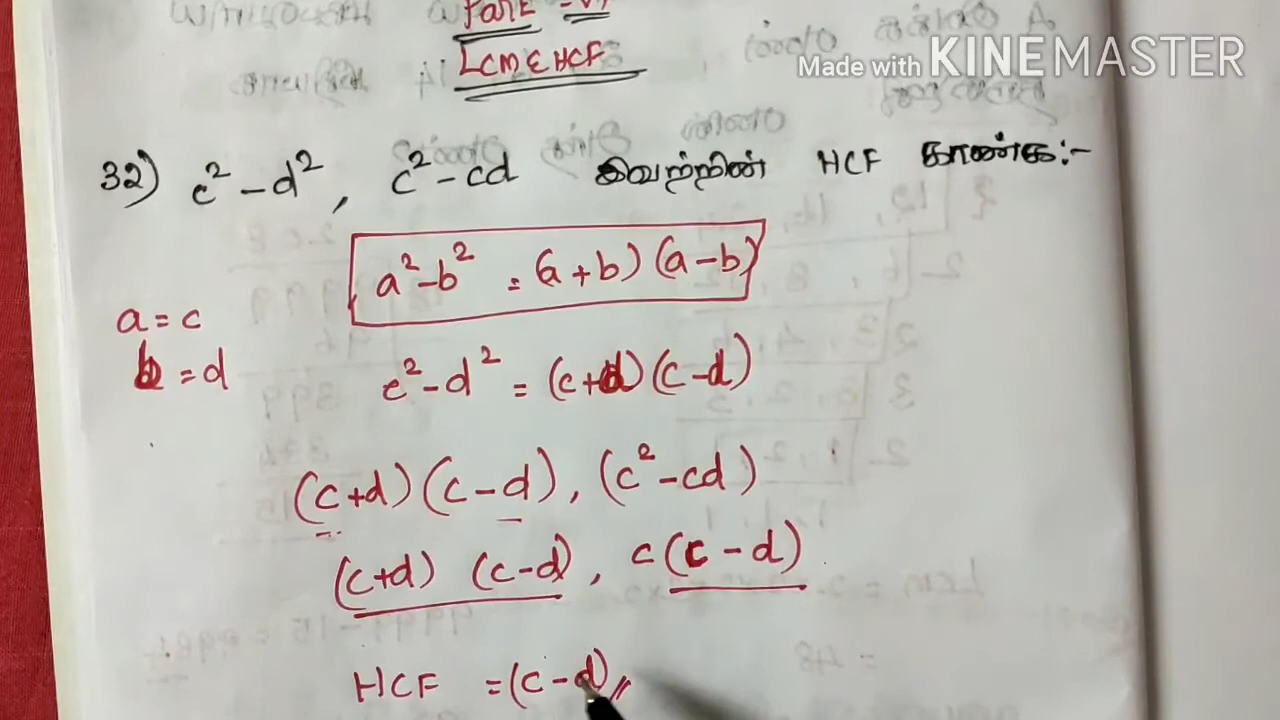 Part -
LCM & HCF
Made with KINEMASTER
32) c² - d², c² - cd இவற்றின் HCF காண்க:-
a² - b² = (a + b) (a - b)
a = c
b = d
c² - d² = (c + d) (c - d)
(c + d) (c - d), (c² - cd)
(c + d) (c - d), c (c - d)
HCF = (c - d)